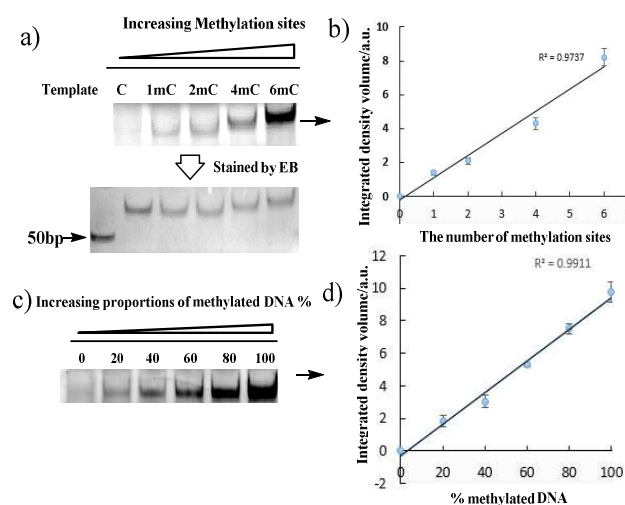 a)
Increasing Methylation sites
Template C 1mC 2mC 4mC 6mC
Stained by EB
50bp
b)
Integrated density volume/a.u.
10
8
6
4
2
0
R² = 0.9737
0 1 2 3 4 5 6
The number of methylation sites
c)
Increasing proportions of methylated DNA %
0 20 40 60 80 100
d)
Integrated density volume/a.u.
12
10
8
6
4
2
0
-2
R² = 0.9911
0 20 40 60 80 100
% methylated DNA